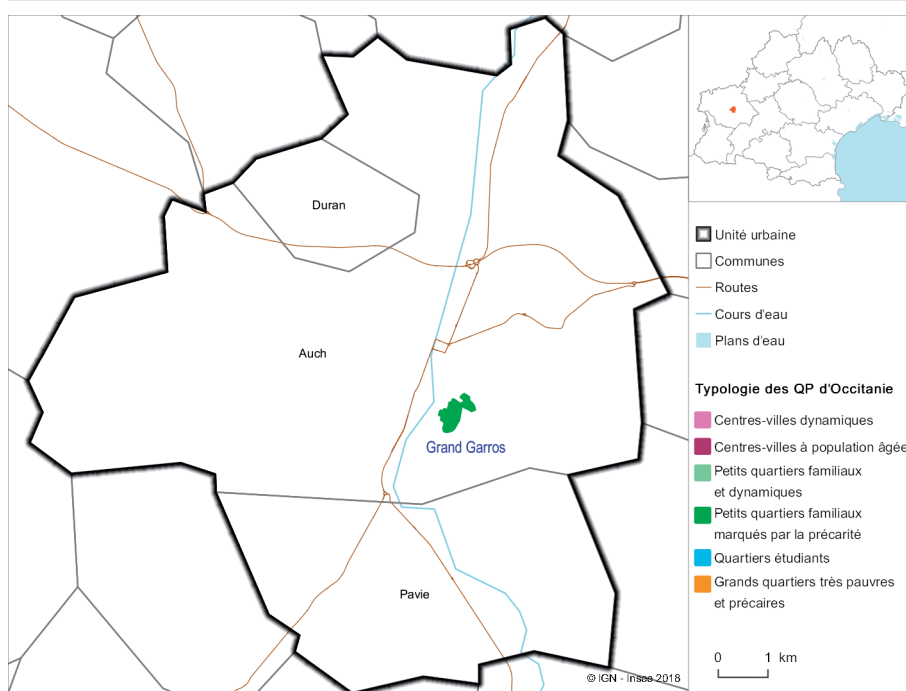 Duran
Auch
Grand Garros
Pavie
© IGN - Insee 2018
Unité urbaine
Communes
Routes
Cours d'eau
Plans d'eau
Typologie des QP d'Occitanie
Centres-villes dynamiques
Centres-villes à population âgée
Petits quartiers familiaux
et dynamiques
Petits quartiers familiaux
marqués par la précarité
Quartiers étudiants
Grands quartiers très pauvres
et précaires
0 1 km